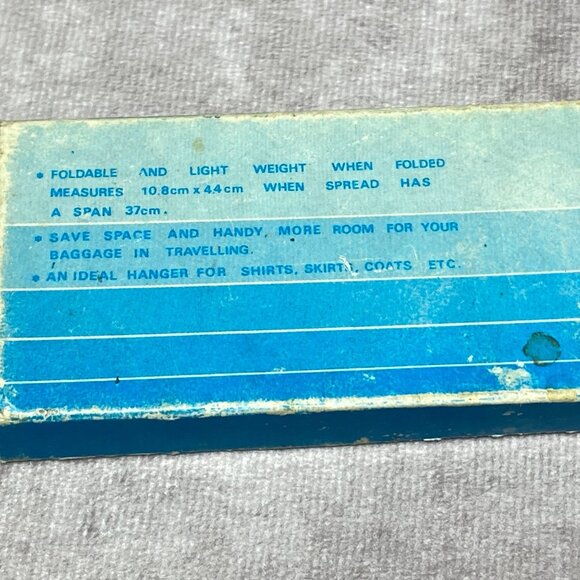 * FOLDABLE AND LIGHT WEIGHT WHEN FOLDED
MEASURES 10.8cm x 4.4cm WHEN SPREAD HAS
A SPAN 37cm.
* SAVE SPACE AND HANDY, MORE ROOM FOR YOUR
BAGGAGE IN TRAVELLING.
* AN IDEAL HANGER FOR SHIRTS, SKIRTS, COATS ETC.